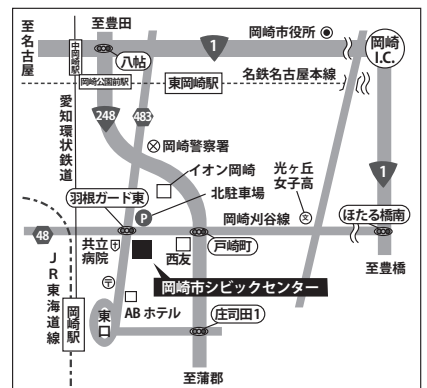 至豊田
至名古屋
中岡崎駅
八帖
1
岡崎市役所
岡崎
I.C.
岡崎公園前駅
東岡崎駅
名鉄名古屋本線
愛知環状鉄道
248
483
岡崎警察署
イオン岡崎
光ヶ丘
女子高
1
羽根ガード東
P
北駐車場
岡崎刈谷線
文
ほたる橋南
48
共立
病院
西友
戸崎町
至豊橋
JR東海道線
岡崎市シビックセンター
岡崎駅
東口
ABホテル
庄司田1
至蒲郡